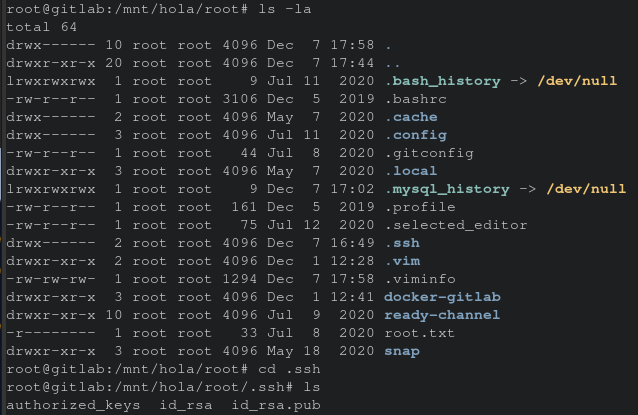 root@gitlab:/mnt/hola/root# ls -la
total 64
drwx------ 10 root root 4096 Dec  7 17:58 .
drwxr-xr-x 20 root root 4096 Dec  7 17:44 ..
lrwxrwxrwx  1 root root    9 Jul 11  2020 .bash_history -> /dev/null
-rw-r--r--  1 root root 3106 Dec  5  2019 .bashrc
drwx------  2 root root 4096 May  7  2020 .cache
drwx------  3 root root 4096 Jul 11  2020 .config
-rw-r--r--  1 root root   44 Jul  8  2020 .gitconfig
drwxr-xr-x  3 root root 4096 May  7  2020 .local
lrwxrwxrwx  1 root root    9 Dec  7 17:02 .mysql_history -> /dev/null
-rw-r--r--  1 root root  161 Dec  5  2019 .profile
-rw-r--r--  1 root root   75 Jul 12  2020 .selected_editor
drwx------  2 root root 4096 Dec  7 16:49 .ssh
drwxr-xr-x  2 root root 4096 Dec  1 12:28 .vim
-rw-rw-rw-  1 root root 1294 Dec  7 17:58 .viminfo
drwxr-xr-x  3 root root 4096 Dec  1 12:41 docker-gitlab
drwxr-xr-x 10 root root 4096 Jul  9  2020 ready-channel
-r--------  1 root root   33 Jul  8  2020 root.txt
drwxr-xr-x  3 root root 4096 May 18  2020 snap
root@gitlab:/mnt/hola/root# cd .ssh
root@gitlab:/mnt/hola/root/.ssh# ls
authorized_keys  id_rsa  id_rsa.pub